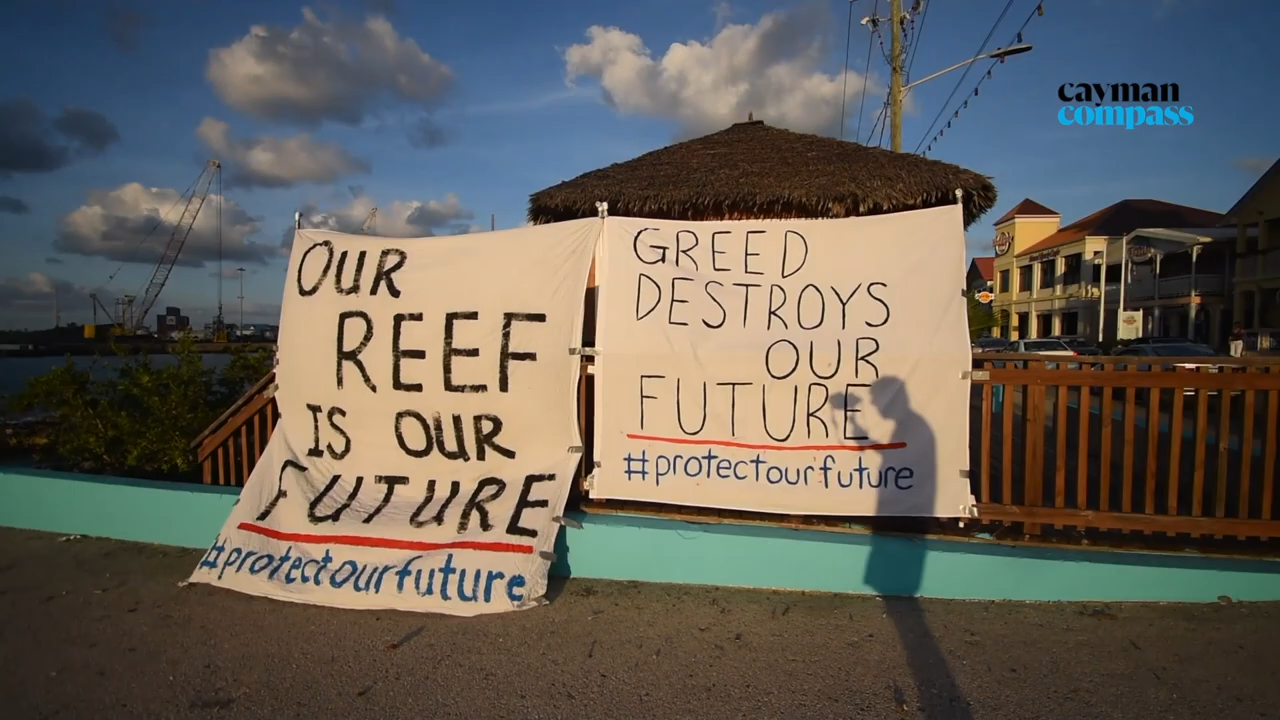 cayman
compass
OUR
REEF
IS OUR
FUTURE
#protectourfuture
GREED
DESTROYS
OUR
FUTURE
#protectourfuture